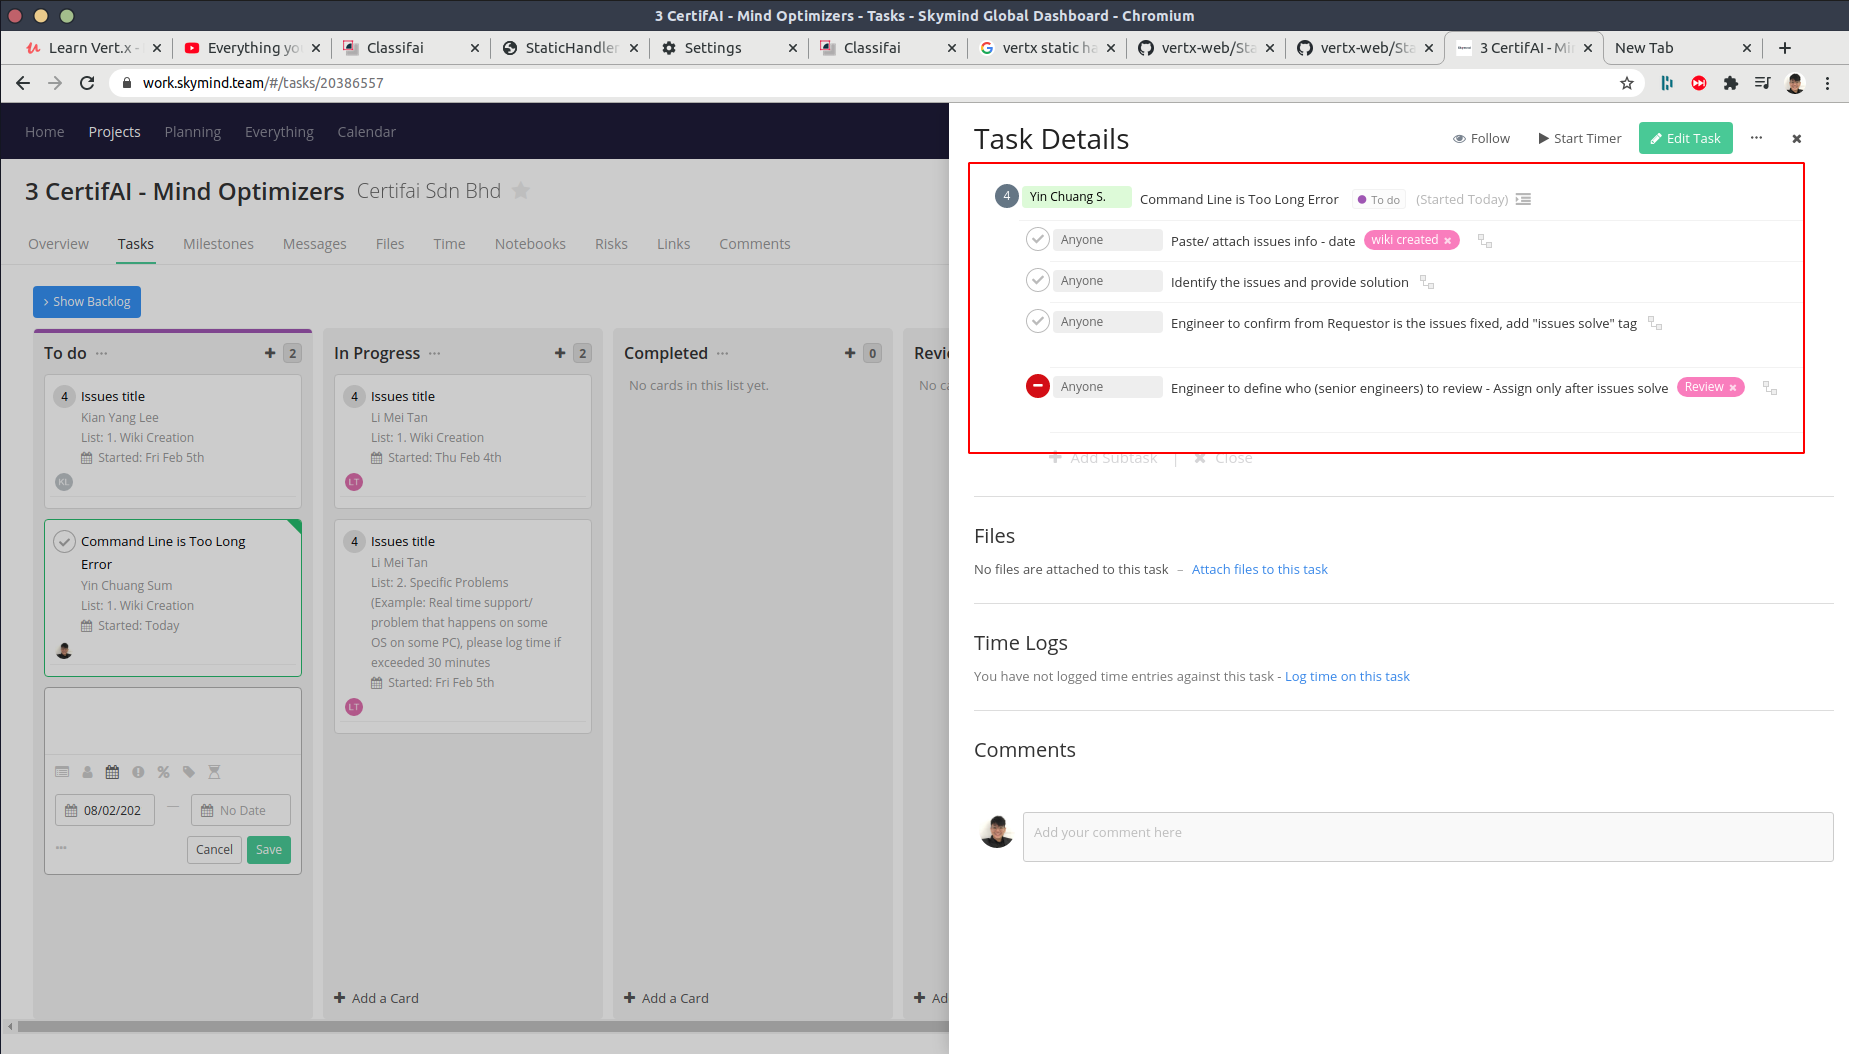 3 CertifAI - Mind Optimizers - Tasks - Skymind Global Dashboard - Chromium
Learn Vert.x -
Everything yo
Classifai
StaticHandler
Settings
Classifai
vertx static ha
vertx-web/Sta
vertx-web/Sta
3 CertifAI - Mi
New Tab
work.skymind.team/#/tasks/20386557
Home Projects Planning Everything Calendar
3 CertifAI - Mind Optimizers Certifai Sdn Bhd
Overview Tasks Milestones Messages Files Time Notebooks Risks Links Comments
Show Backlog
To do ··· + 2
4 Issues title
Kian Yang Lee
List: 1. Wiki Creation
Started: Fri Feb 5th
KL
Command Line is Too Long
Error
Yin Chuang Sum
List: 1. Wiki Creation
Started: Today
08/02/202 — No Date
··· Cancel Save
In Progress ··· + 2
4 Issues title
Li Mei Tan
List: 1. Wiki Creation
Started: Thu Feb 4th
LT
4 Issues title
Li Mei Tan
List: 2. Specific Problems
(Example: Real time support/
problem that happens on some
OS on some PC), please log time if
exceeded 30 minutes
Started: Fri Feb 5th
LT
+ Add a Card
Completed ··· + 0
No cards in this list yet.
+ Add a Card
Revi
No ca
+ Ad
Task Details
Follow Start Timer Edit Task ···
4 Yin Chuang S. Command Line is Too Long Error To do (Started Today)
Anyone Paste/ attach issues info - date wiki created ×
Anyone Identify the issues and provide solution
Anyone Engineer to confirm from Requestor is the issues fixed, add "issues solve" tag
Anyone Engineer to define who (senior engineers) to review - Assign only after issues solve Review ×
+ Add Subtask | Close
Files
No files are attached to this task – Attach files to this task
Time Logs
You have not logged time entries against this task - Log time on this task
Comments
Add your comment here